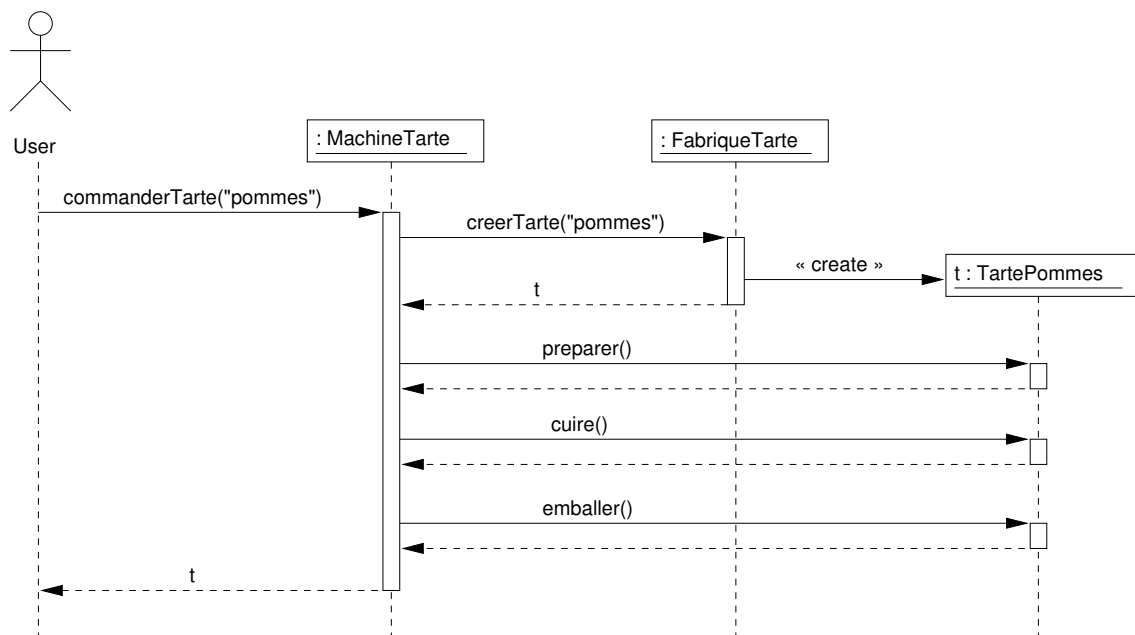 User
: MachineTarte
: FabriqueTarte
commanderTarte("pommes")
creerTarte("pommes")
« create »
t : TartePommes
t
preparer()
cuire()
emballer()
t